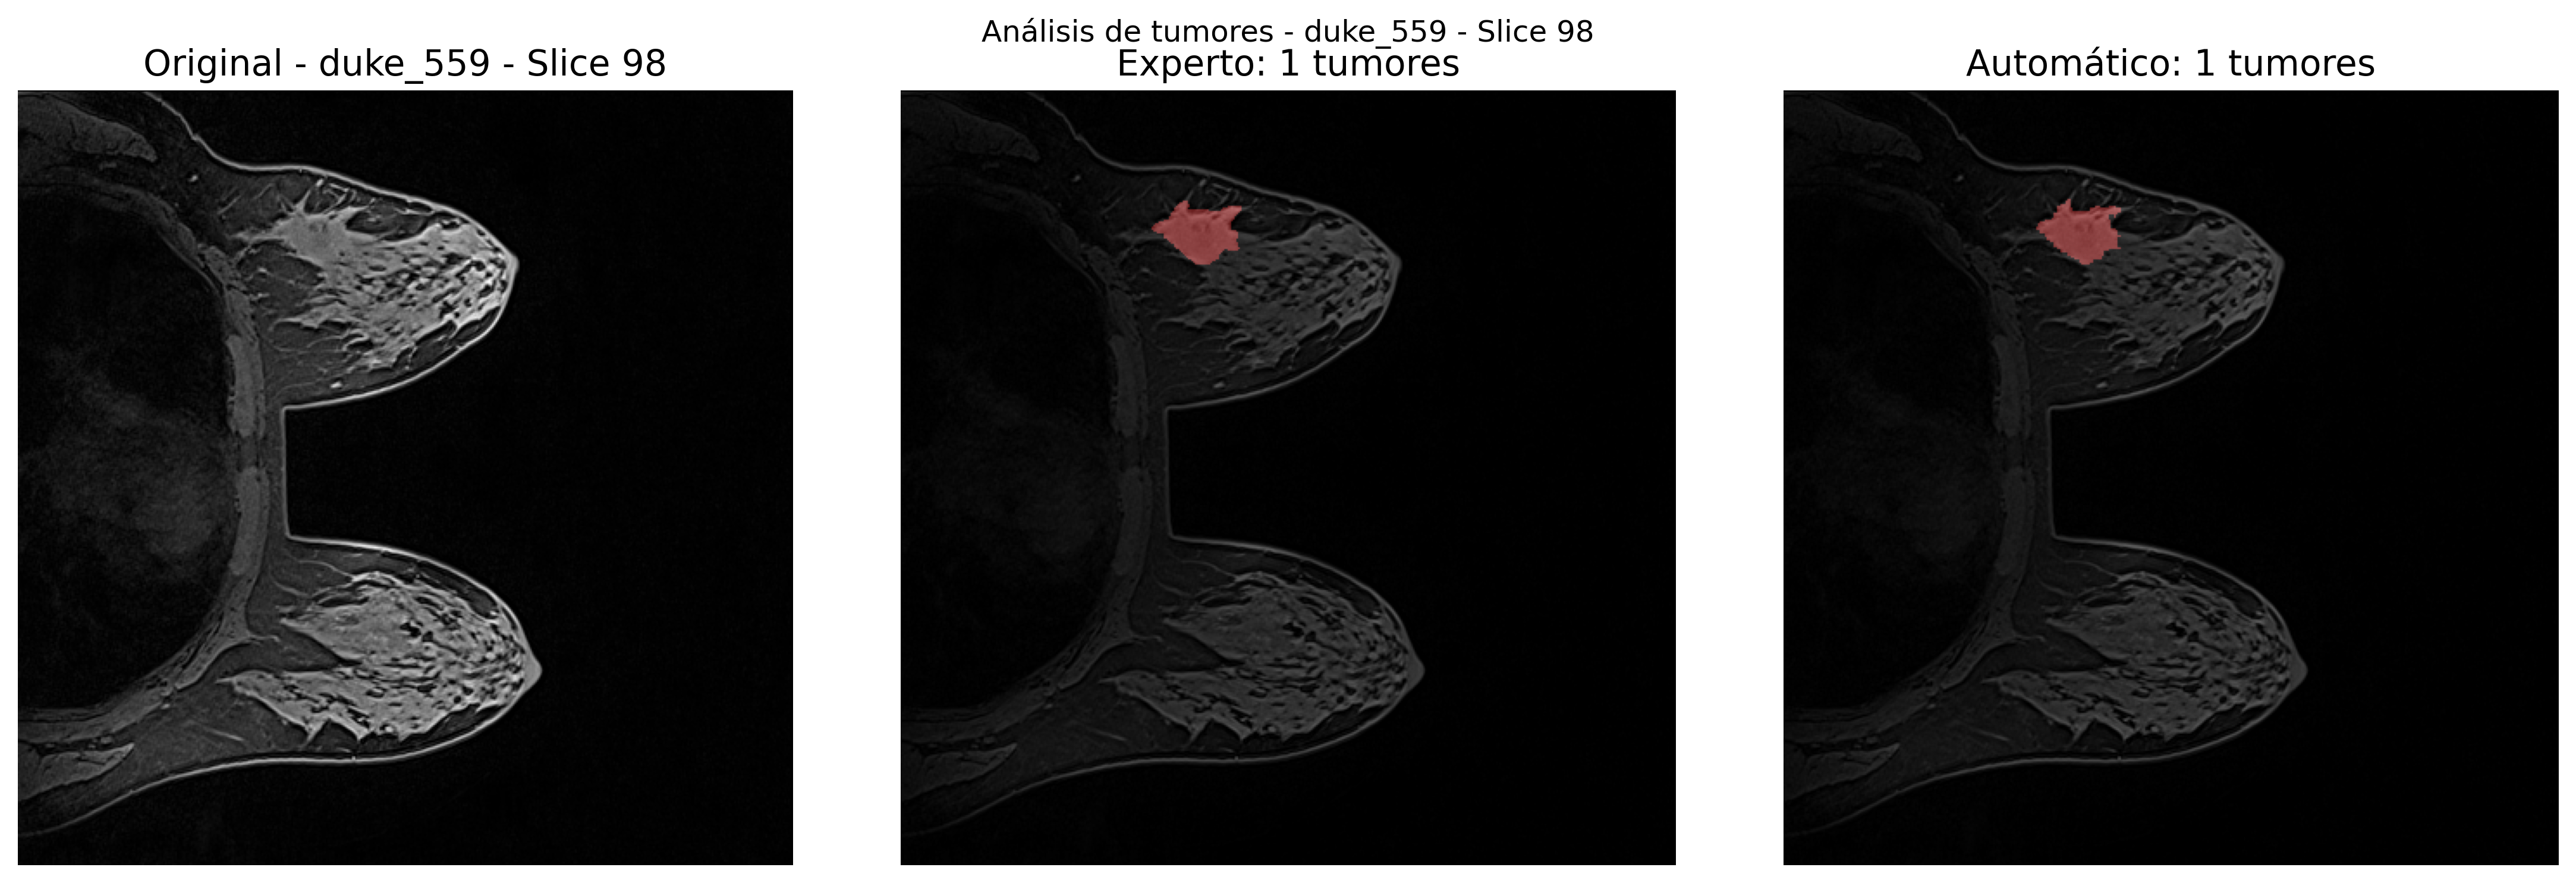 Análisis de tumores - duke_559 - Slice 98
Original - duke_559 - Slice 98
Experto: 1 tumores
Automático: 1 tumores